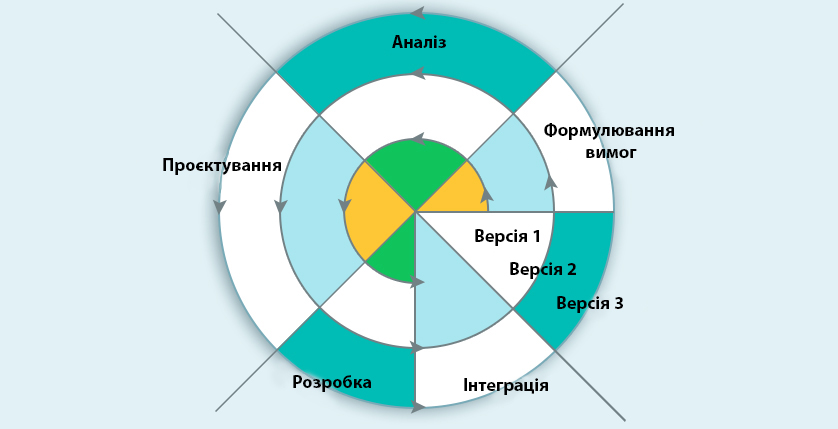 Аналіз
Формулювання
вимог
Проєктування
Версія 1
Версія 2
Версія 3
Розробка
Інтеграція